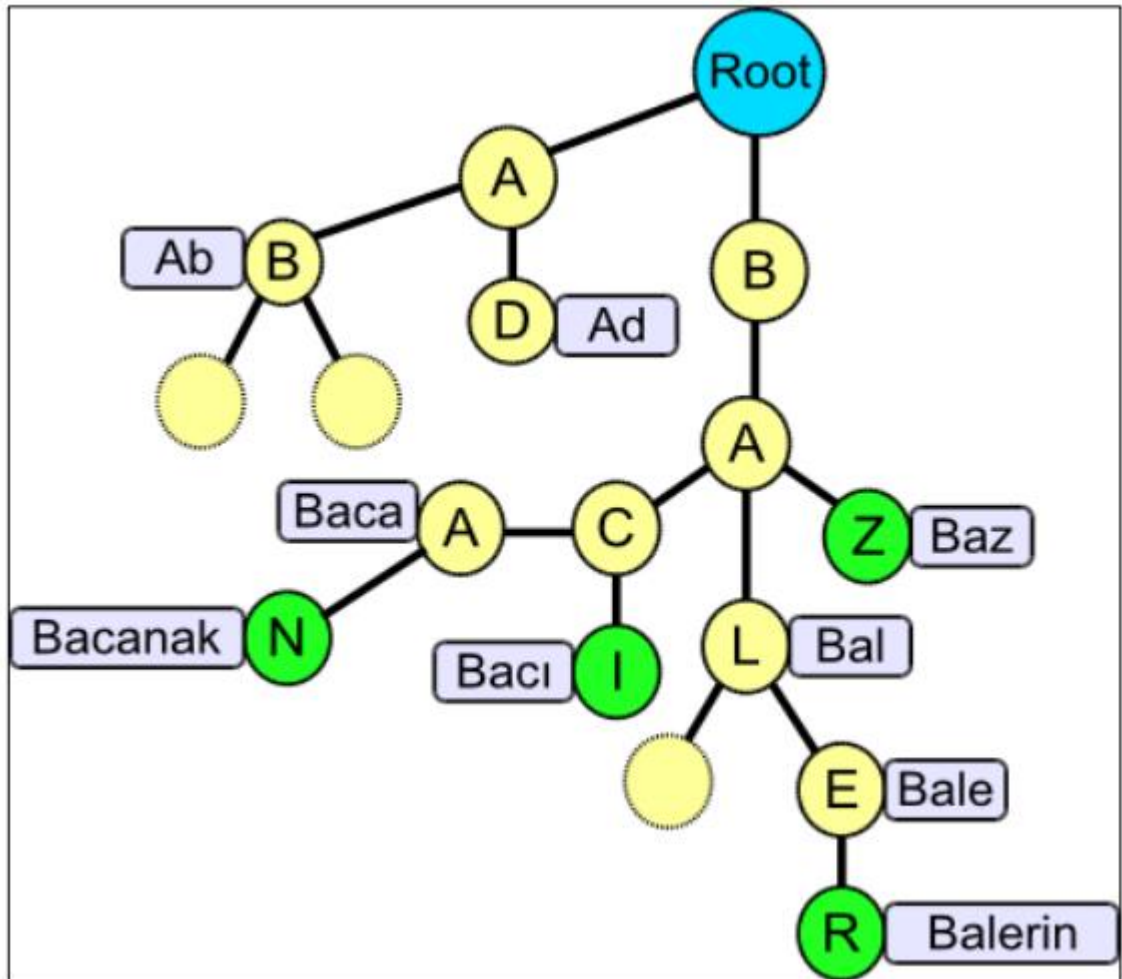 Root
A
Ab B
B
D Ad
A
Baca A C
Z Baz
Bacanak N
Bacı I
L Bal
E Bale
R Balerin